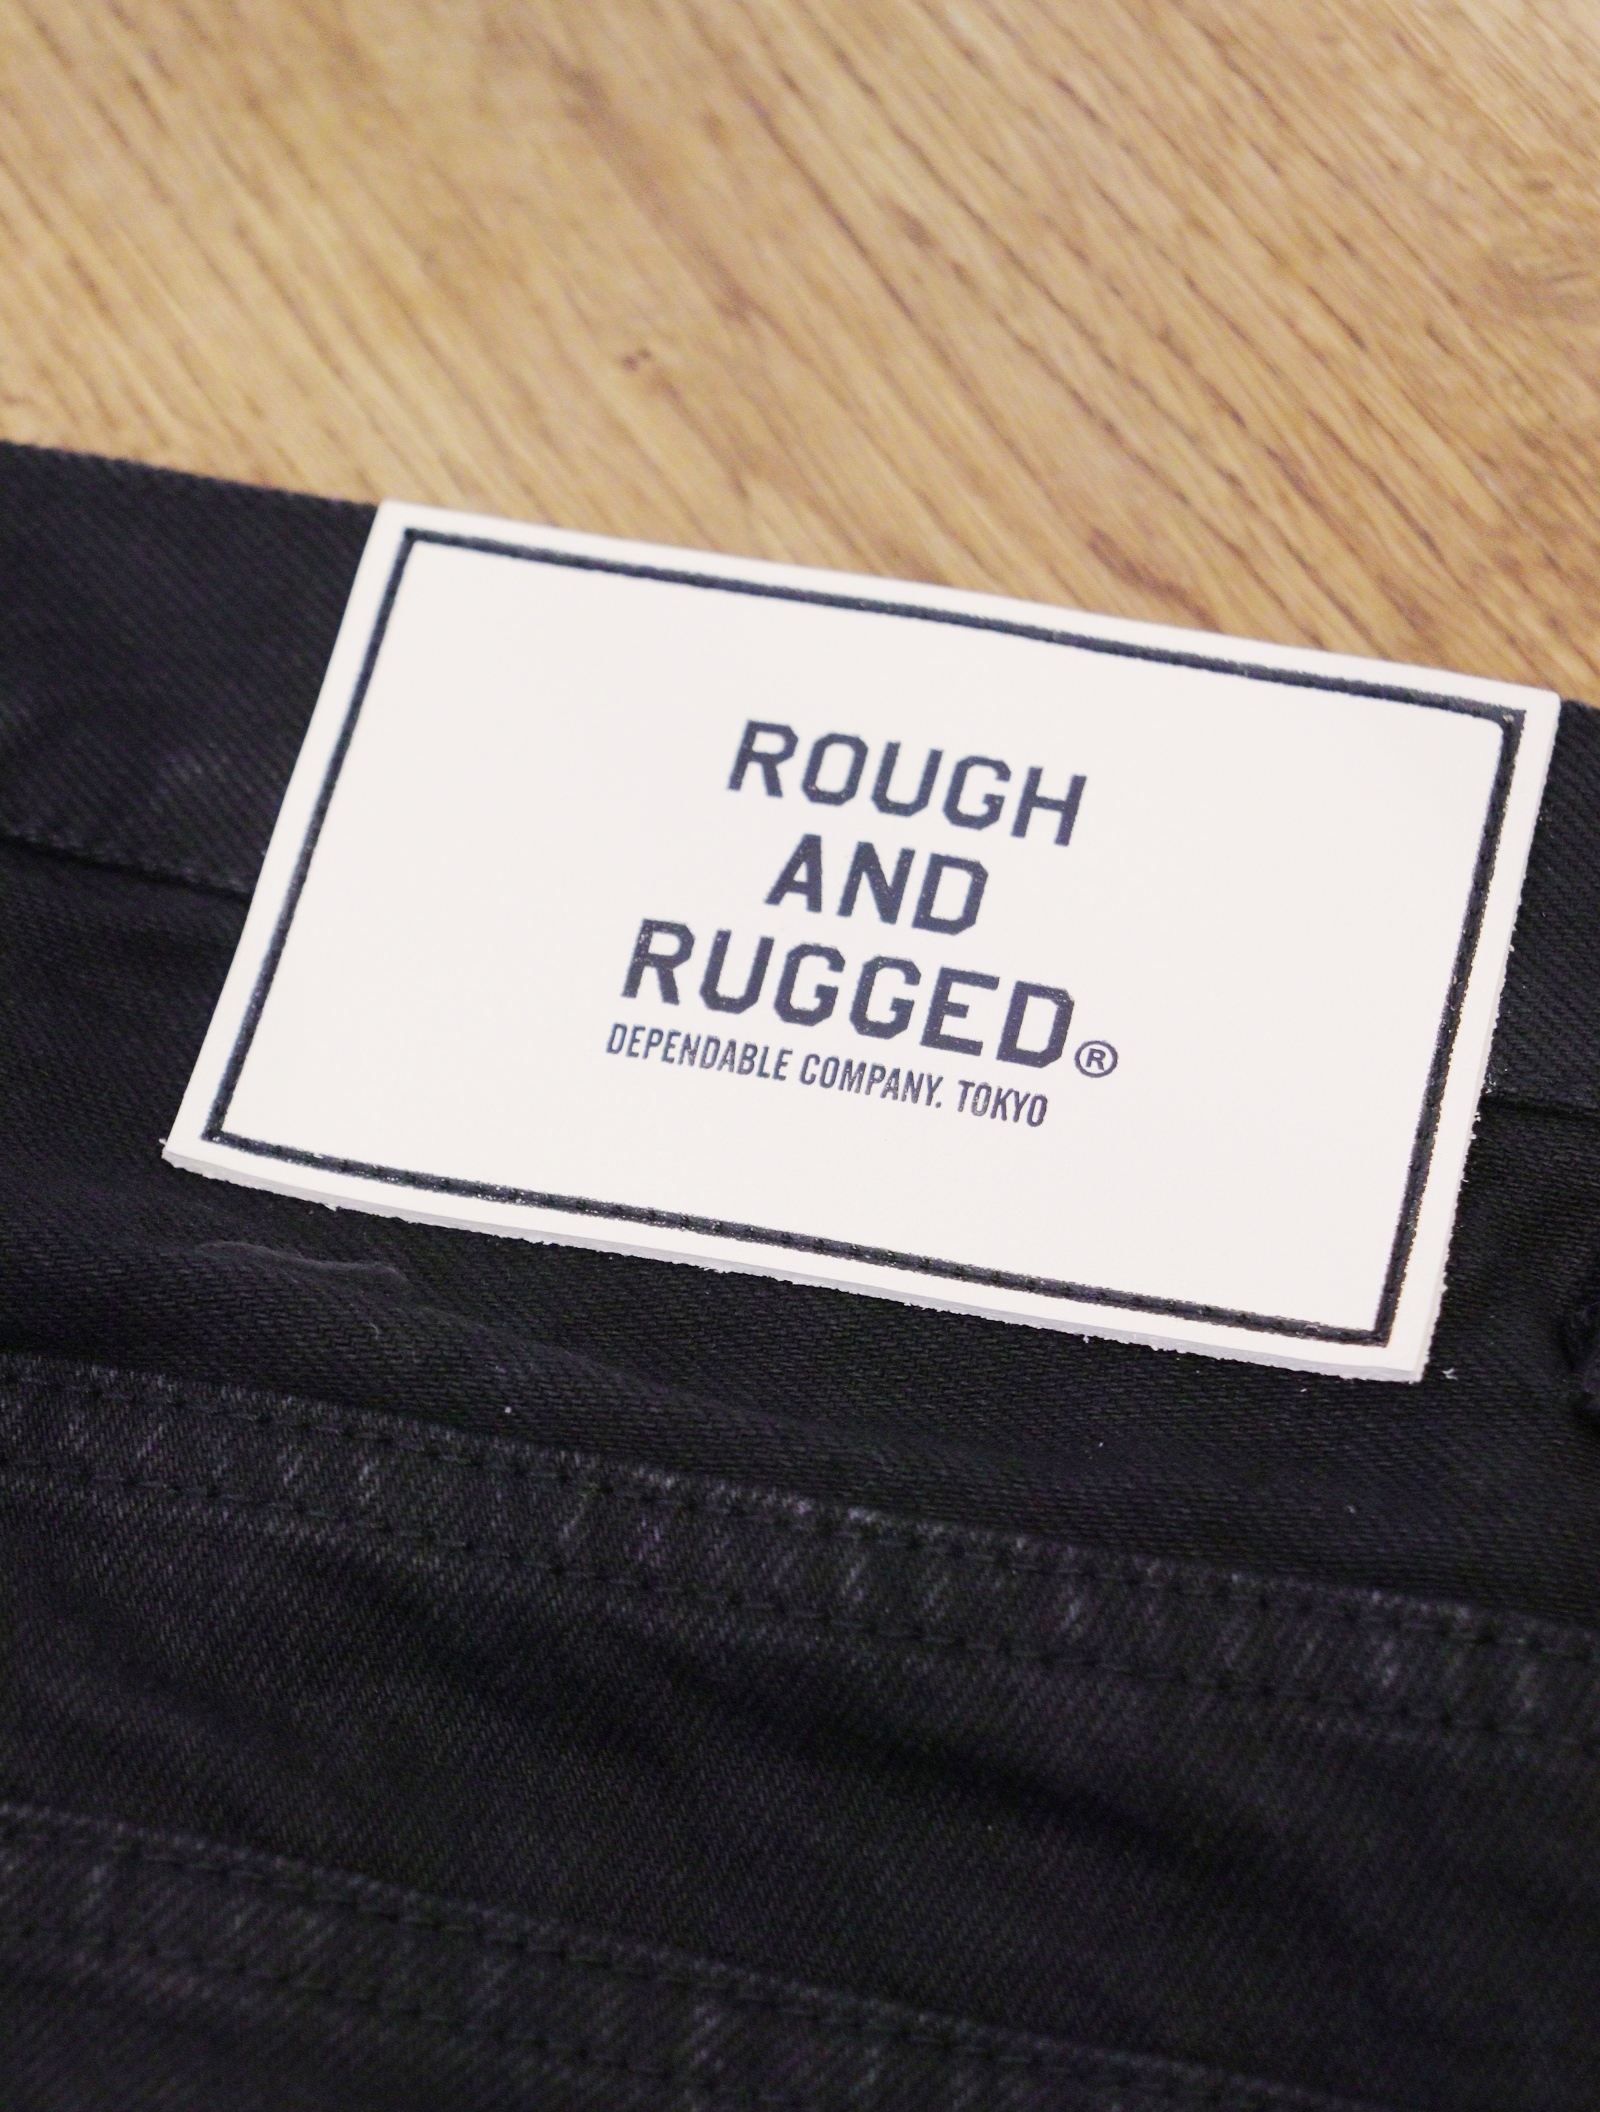 ROUGH
AND
RUGGED®
DEPENDABLE COMPANY. TOKYO